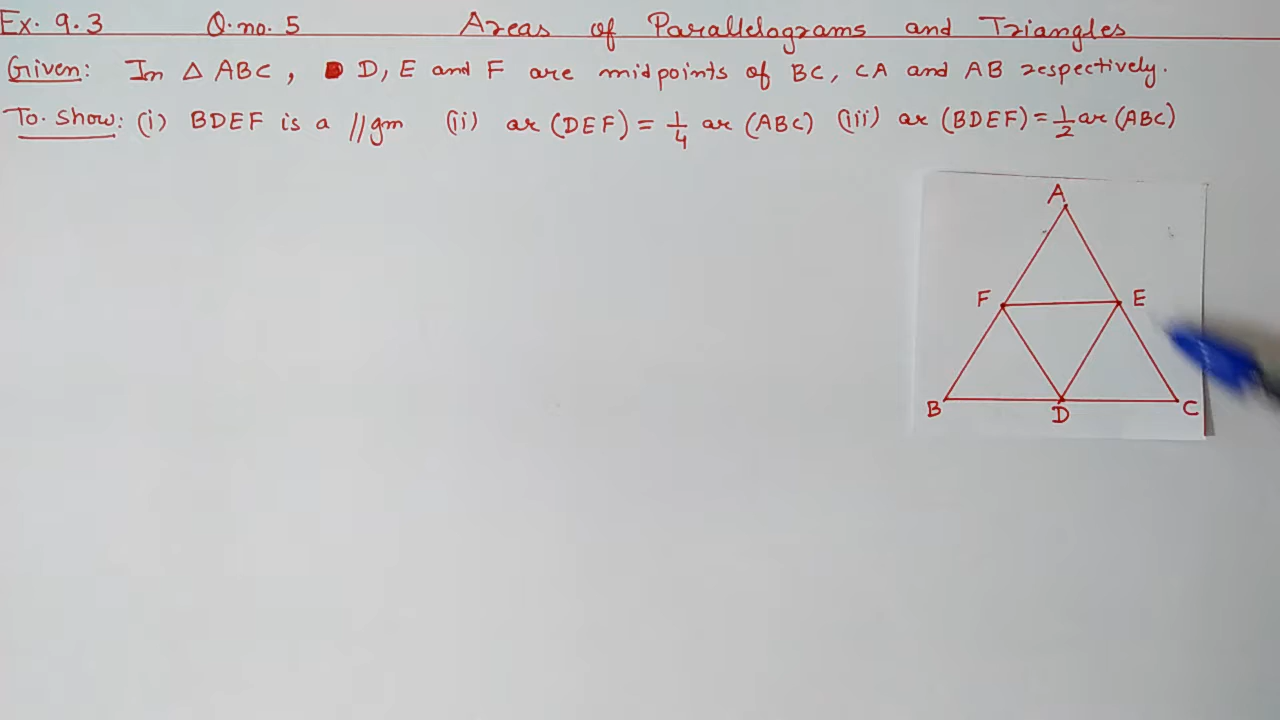 Ex. 9.3 Q. no. 5 Areas of Parallelograms and Triangles
Given: In △ ABC, D, E and F are midpoints of BC, CA and AB respectively.
To show: (i) BDEF is a //gm (ii) ar (DEF) = 1/4 ar (ABC) (iii) ar (BDEF) = 1/2 ar (ABC)
A
F E
B D C